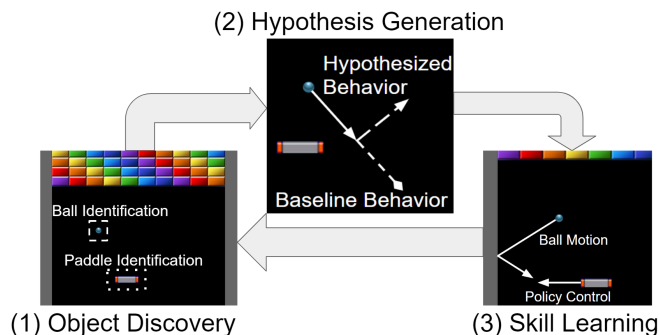 (2) Hypothesis Generation
Hypothesized
Behavior
Baseline Behavior
Ball Identification
Paddle Identification
(1) Object Discovery
Ball Motion
Policy Control
(3) Skill Learning